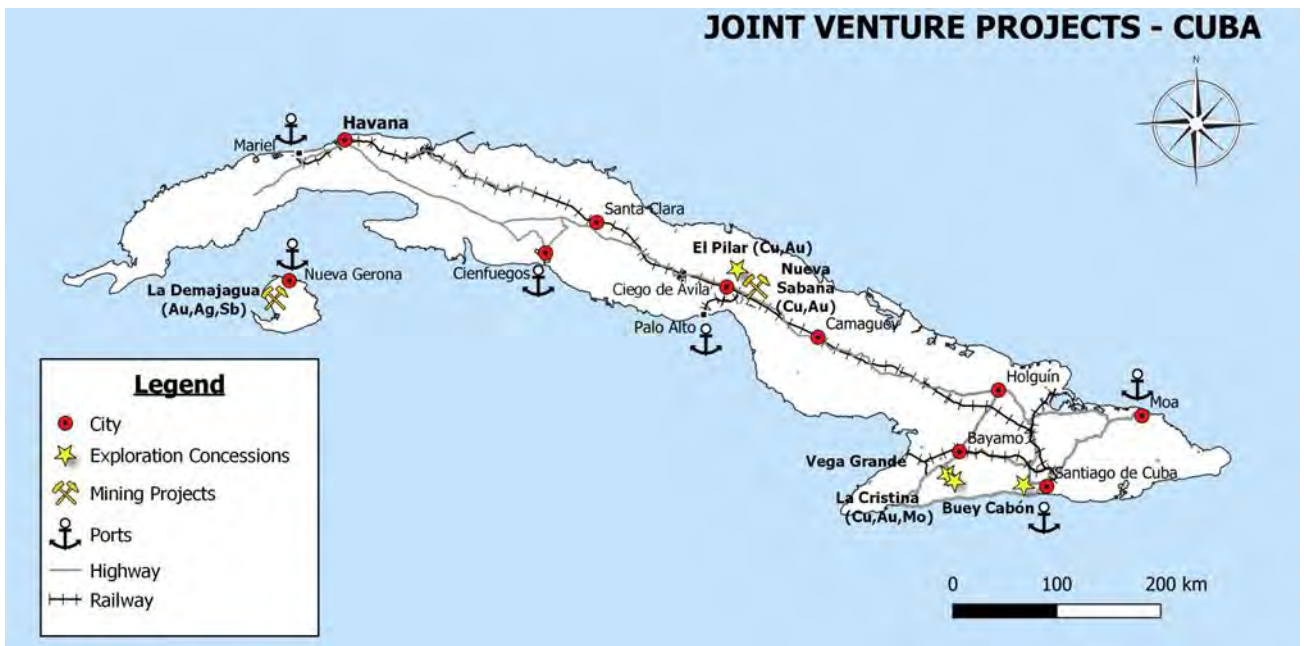 JOINT VENTURE PROJECTS - CUBA
N
Havana
Mariel
Santa Clara
El Pilar (Cu,Au)
Nueva
Sabana
(Cu,Au)
Nueva Gerona
Cienfuegos
Ciego de Ávila
La Demajagua
(Au,Ag,Sb)
Palo Alto
Camaguey
Holguín
Moa
Bayamo
Vega Grande
Santiago de Cuba
La Cristina
(Cu,Au,Mo)
Buey Cabón
Legend
City
Exploration Concessions
Mining Projects
Ports
Highway
Railway
0 100 200 km